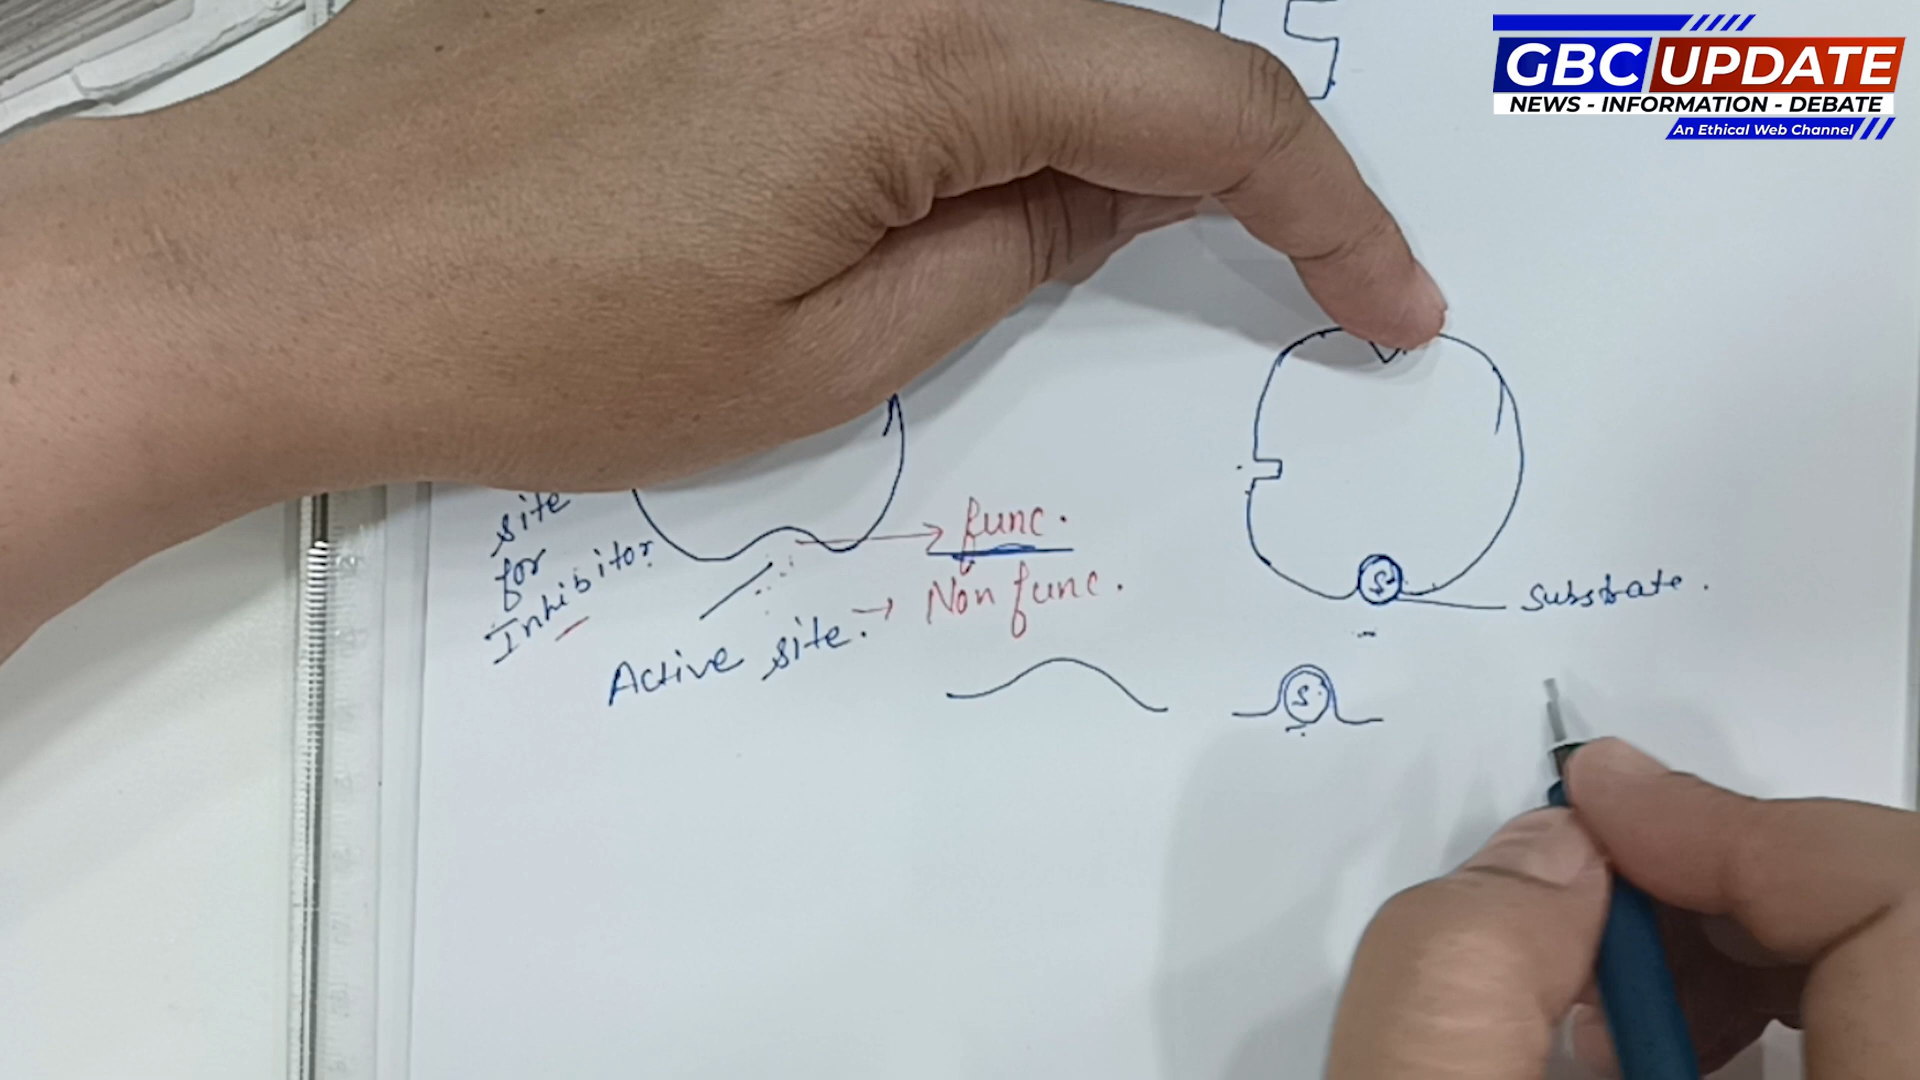 GBC UPDATE
NEWS - INFORMATION - DEBATE
An Ethical Web Channel
site
for
Inhibitor
func.
Non func.
Active site.
S
Substrate.
S